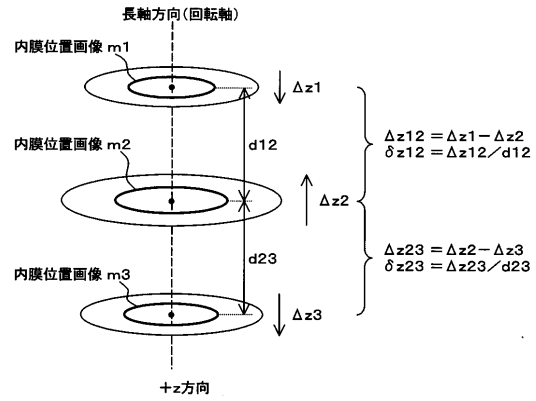 長軸方向(回転軸)
内膜位置画像 m1
Δz1
d12
Δz12=Δz1−Δz2
δz12=Δz12/d12
内膜位置画像 m2
Δz2
d23
Δz23=Δz2−Δz3
δz23=Δz23/d23
内膜位置画像 m3
Δz3
+z方向